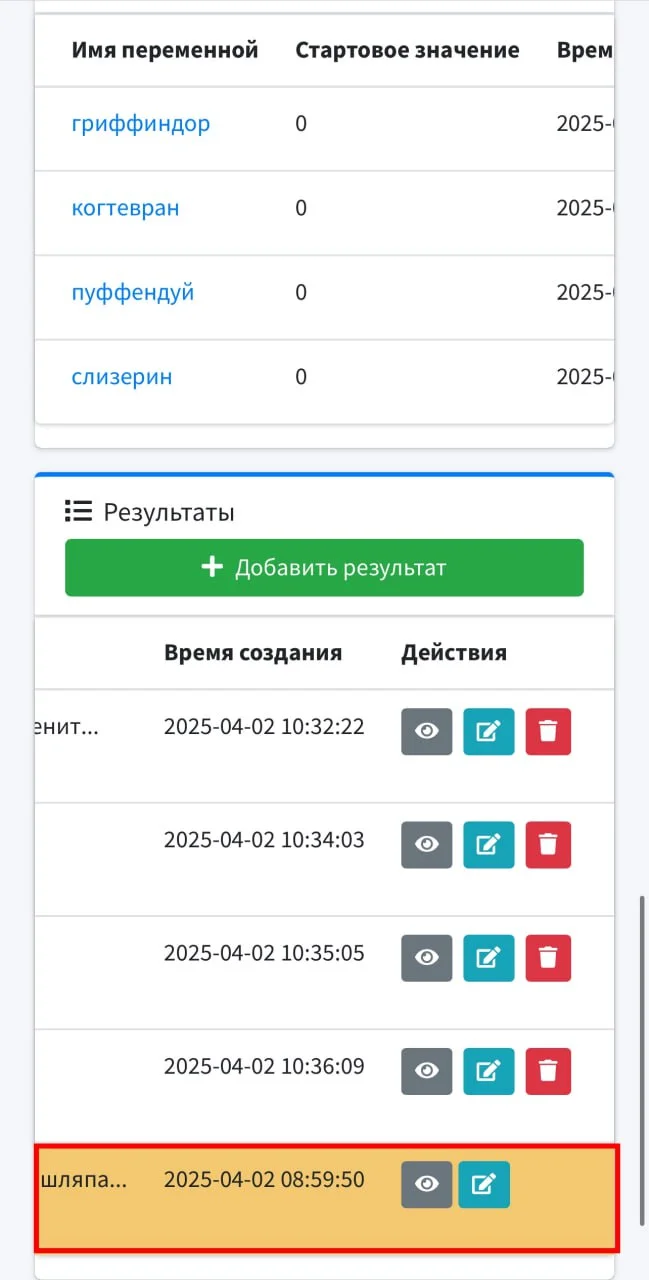 Имя переменной Стартовое значение Врем
гриффиндор 0 2025-
когтевран 0 2025-
пуффендуй 0 2025-
слизерин 0 2025-
Результаты
Добавить результат
Время создания Действия
енит... 2025-04-02 10:32:22
2025-04-02 10:34:03
2025-04-02 10:35:05
2025-04-02 10:36:09
шляпа... 2025-04-02 08:59:50